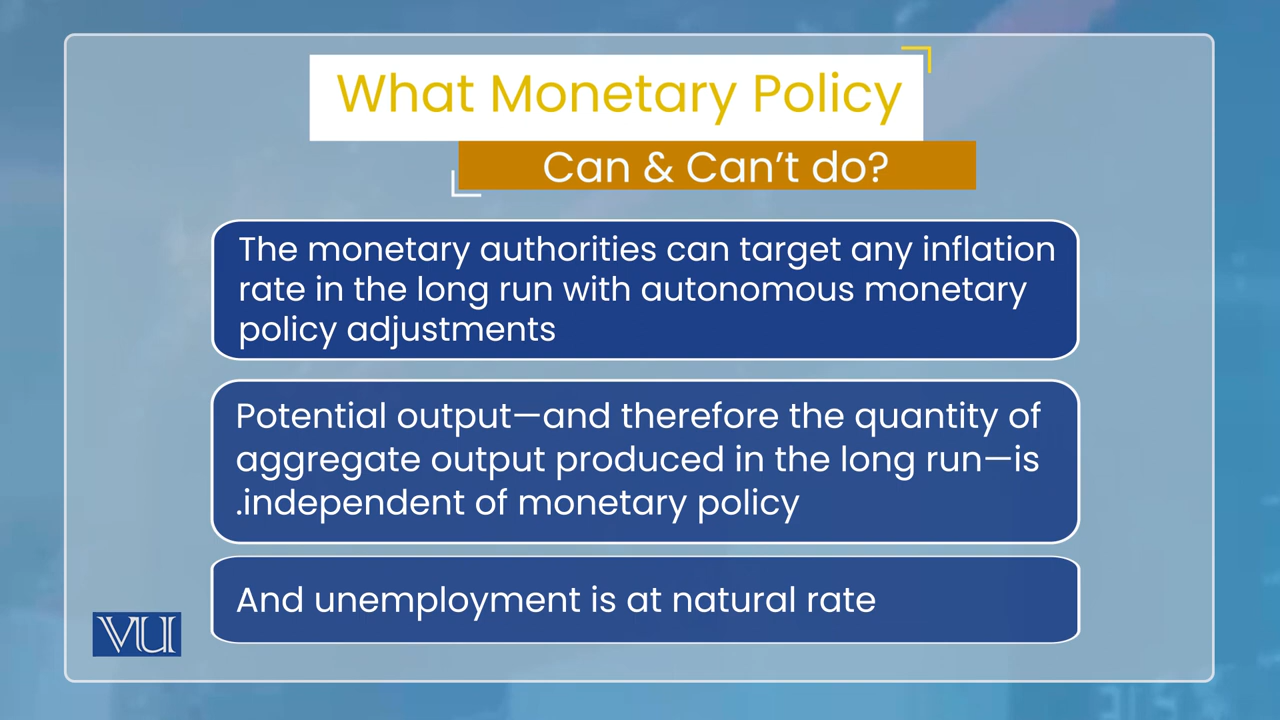 What Monetary Policy
Can & Can’t do?
The monetary authorities can target any inflation
rate in the long run with autonomous monetary
policy adjustments
Potential output—and therefore the quantity of
aggregate output produced in the long run—is
.independent of monetary policy
And unemployment is at natural rate
VU